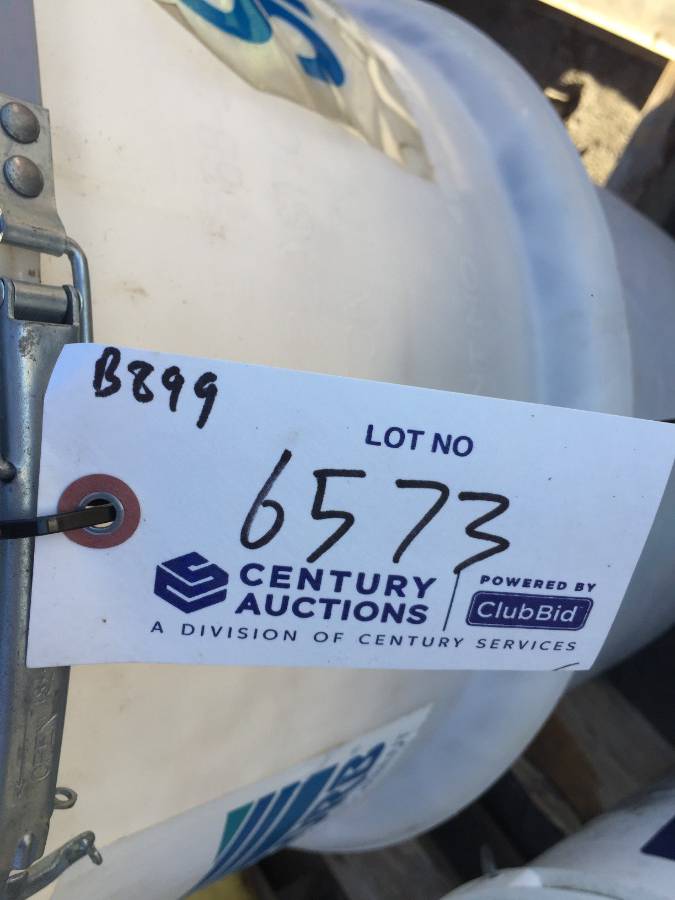 B899
LOT NO
6573
CENTURY
AUCTIONS
POWERED BY
ClubBid
A DIVISION OF CENTURY SERVICES